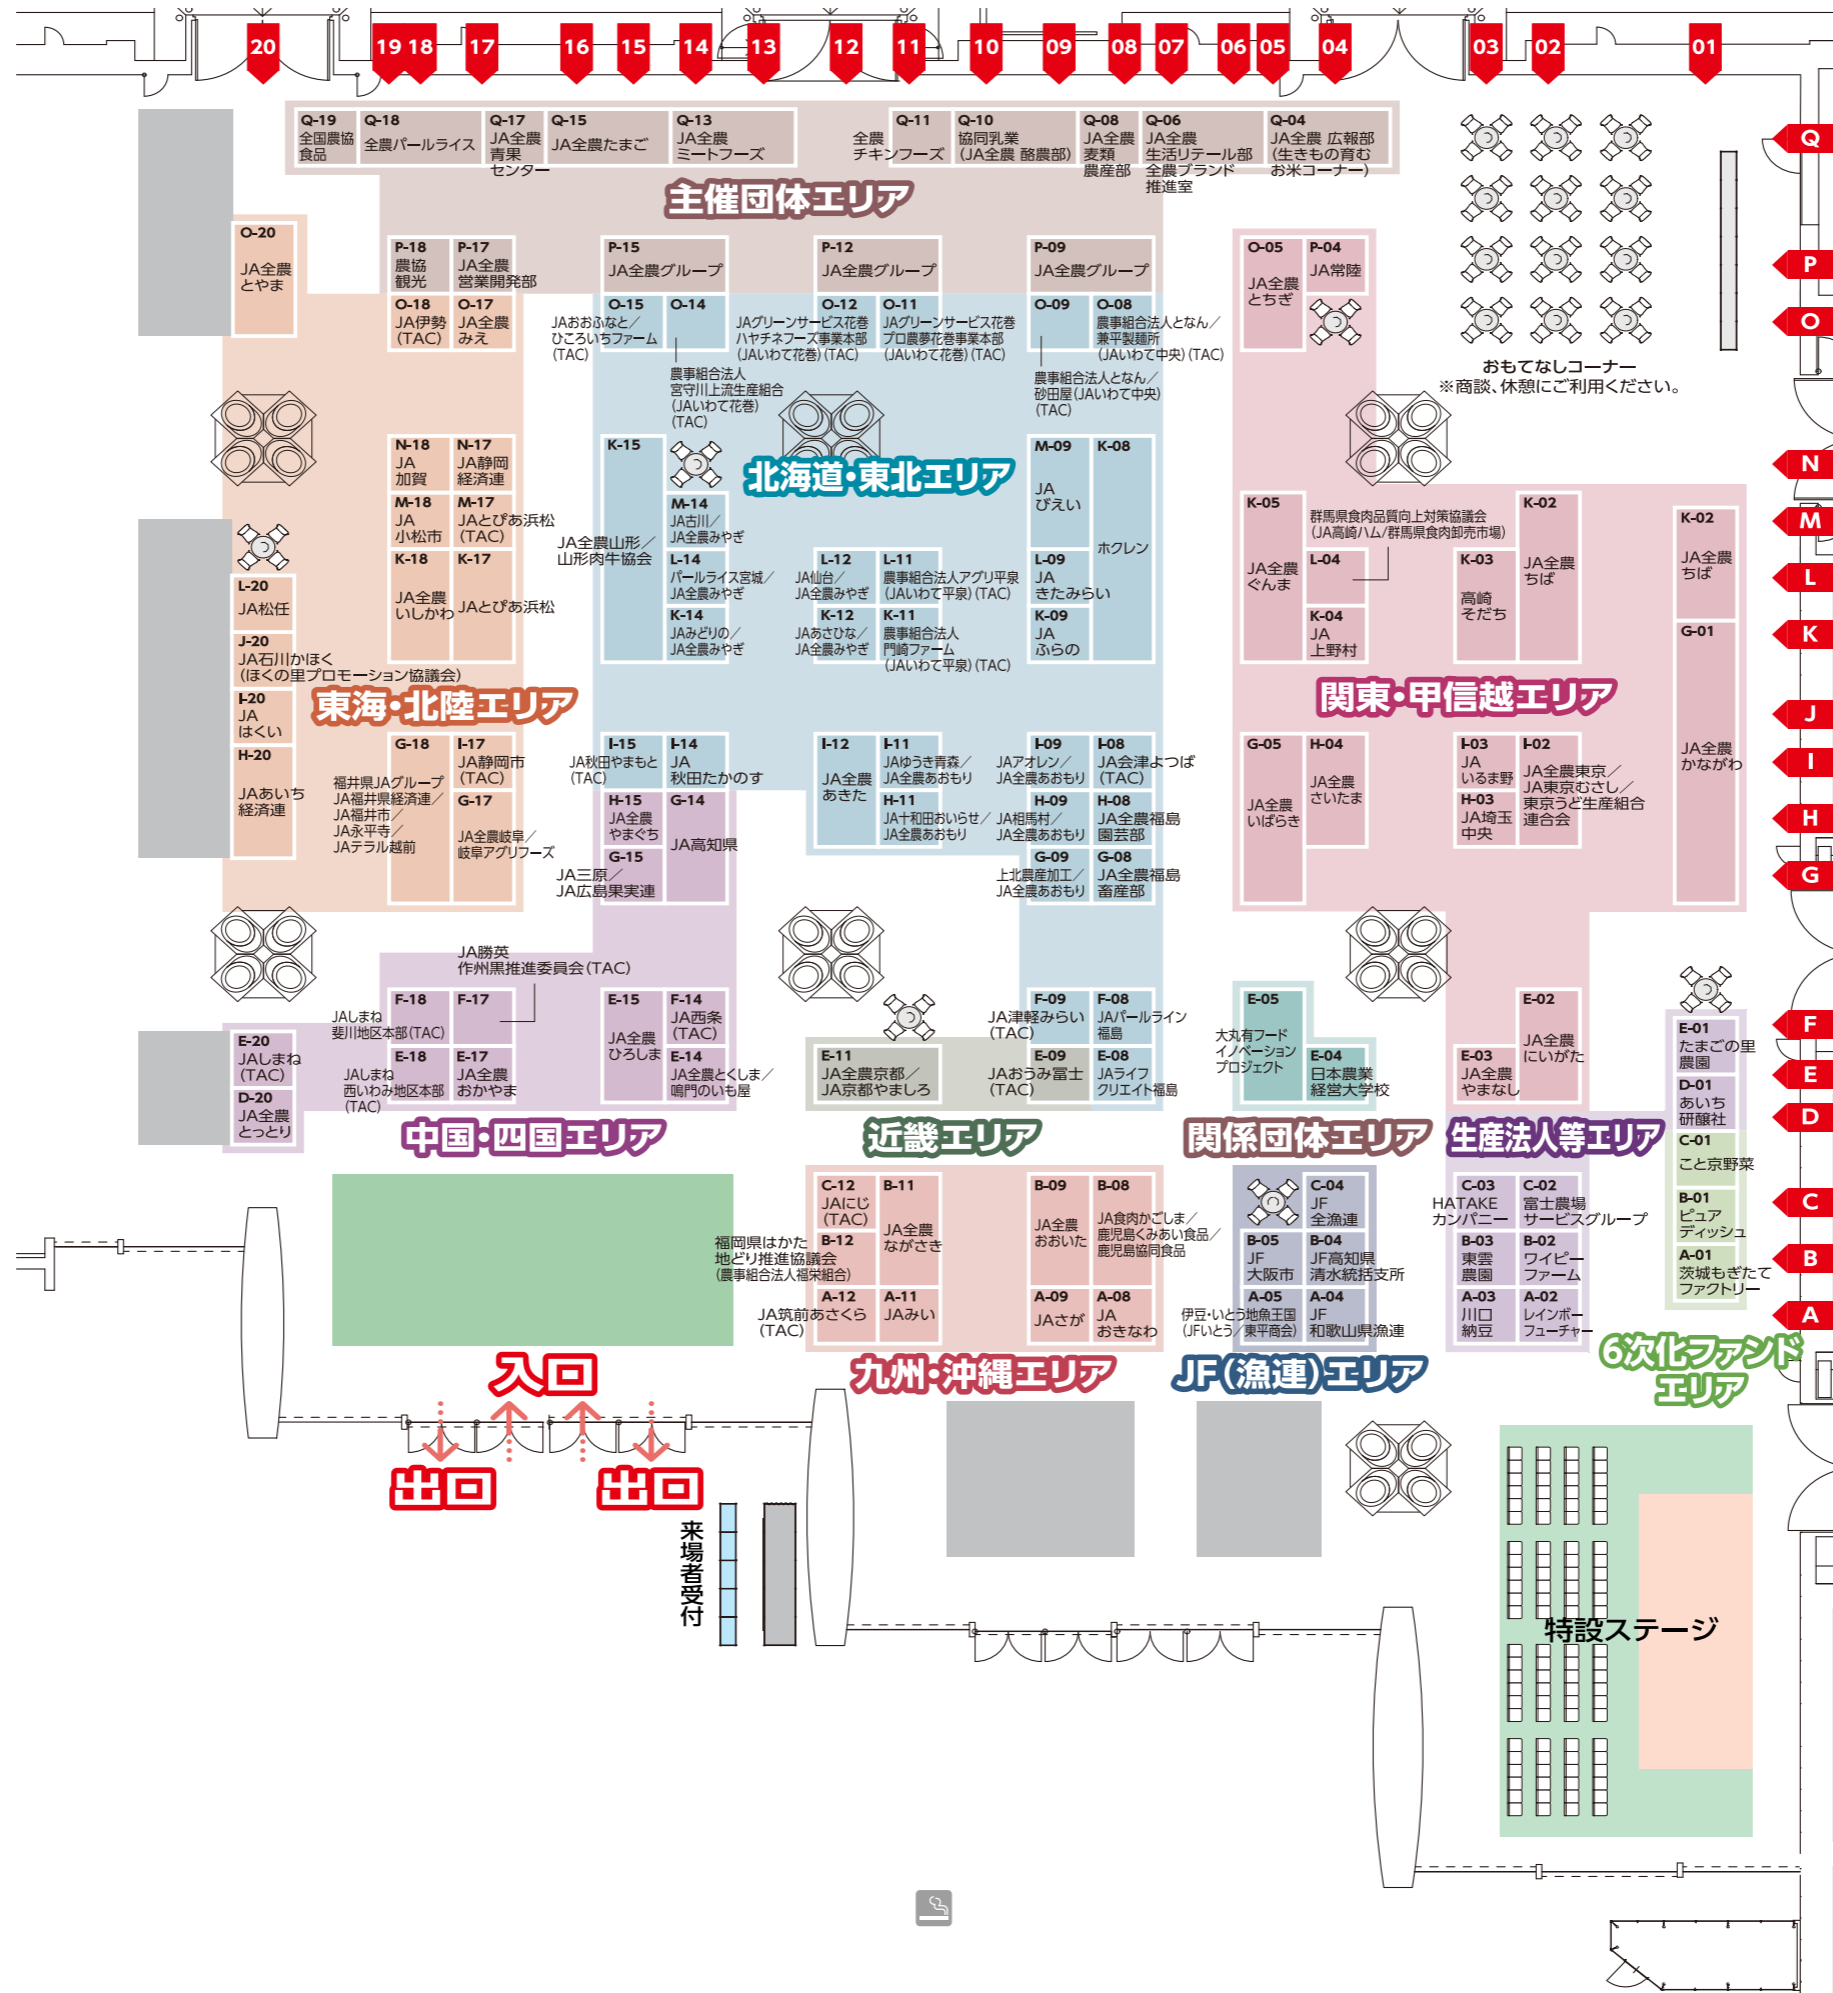 20
19
18
17
16
15
14
13
12
11
10
09
08
07
06
05
04
03
02
01
Q
P
O
N
M
L
K
J
I
H
G
F
E
D
C
B
A
Q-19
全国農協
食品
Q-18
全農パールライス
Q-17
JA全農
青果
センター
Q-15
JA全農たまご
Q-13
JA全農
ミートフーズ
Q-11
全農
チキンフーズ
Q-10
協同乳業
(JA全農 酪農部)
Q-08
JA全農
麦類
農産部
Q-06
JA全農
生活リテール部
全農ブランド
推進室
Q-04
JA全農 広報部
(生きもの育む
お米コーナー)
主催団体エリア
P-18
農協
観光
P-17
JA全農
営業開発部
P-15
JA全農グループ
P-12
JA全農グループ
P-09
JA全農グループ
おもてなしコーナー
※商談、休憩にご利用ください。
O-20
JA全農
とやま
O-18
JA伊勢
(TAC)
O-17
JA全農
みえ
N-18
JA
加賀
N-17
JA静岡
経済連
M-18
JA
小松市
M-17
JAとぴあ浜松
(TAC)
K-18
JA全農
いしかわ
K-17
JAとぴあ浜松
L-20
JA松任
J-20
JA石川かほく
(ほくの里プロモーション協議会)
I-20
JA
はくい
H-20
JAあいち
経済連
東海・北陸エリア
G-18
福井県JAグループ
JA福井県経済連/
JA福井市/
JA永平寺/
JAテラル越前
I-17
JA静岡市
(TAC)
G-17
JA全農岐阜/
岐阜アグリフーズ
O-15
JAおおふなと/
ひころいちファーム
(TAC)
O-14
農事組合法人
宮守川上流生産組合
(JAいわて花巻)
(TAC)
O-12
JAグリーンサービス花巻
ハヤチネフーズ事業本部
(JAいわて花巻)(TAC)
O-11
JAグリーンサービス花巻
プロ農夢花巻事業本部
(JAいわて花巻)(TAC)
O-09
農事組合法人となん/
砂田屋(JAいわて中央)
(TAC)
O-08
農事組合法人となん/
兼平製麺所
(JAいわて中央)(TAC)
北海道・東北エリア
K-15
JA全農山形/
山形肉牛協会
M-14
JA古川/
JA全農みやぎ
L-14
パールライス宮城/
JA全農みやぎ
K-14
JAみどりの/
JA全農みやぎ
L-12
JA仙台/
JA全農みやぎ
K-12
JAあさひな/
JA全農みやぎ
L-11
農事組合法人アグリ平泉
(JAいわて平泉)(TAC)
K-11
農事組合法人
門崎ファーム
(JAいわて平泉)(TAC)
M-09
JA
びえい
K-08
ホクレン
L-09
JA
きたみらい
K-09
JA
ふらの
I-15
JA秋田やまもと
(TAC)
I-14
JA
秋田たかのす
I-12
JA全農
あきた
I-11
JAゆうき青森/
JA全農あおもり
H-11
JA十和田おいらせ/
JA全農あおもり
I-09
JAアオレン/
JA全農あおもり
H-09
JA相馬村/
JA全農あおもり
G-09
上北農産加工/
JA全農あおもり
I-08
JA会津よつば
(TAC)
H-08
JA全農福島
園芸部
G-08
JA全農福島
畜産部
F-09
JA津軽みらい
(TAC)
F-08
JAパールライン
福島
E-08
JAライフ
クリエイト福島
O-05
JA全農
とちぎ
P-04
JA常陸
K-05
JA全農
ぐんま
群馬県食肉品質向上対策協議会
(JA高崎ハム/群馬県食肉卸売市場)
L-04
K-04
JA
上野村
K-03
高崎
そだち
K-02
JA全農
ちば
K-02
JA全農
ちば
G-01
JA全農
かながわ
関東・甲信越エリア
G-05
JA全農
いばらき
H-04
JA全農
さいたま
I-03
JA
いるま野
H-03
JA埼玉
中央
I-02
JA全農東京/
JA東京むさし/
東京うど生産組合
連合会
E-02
JA全農
にいがた
E-03
JA全農
やまなし
H-15
JA全農
やまぐち
G-15
JA三原/
JA広島果実連
G-14
JA高知県
JA勝英
作州黒推進委員会(TAC)
F-18
JAしまね
斐川地区本部(TAC)
F-17
E-20
JAしまね
(TAC)
D-20
JA全農
とっとり
E-18
JAしまね
西いわみ地区本部
(TAC)
E-17
JA全農
おかやま
E-15
JA全農
ひろしま
F-14
JA西条
(TAC)
E-14
JA全農とくしま/
鳴門のいも屋
中国・四国エリア
E-11
JA全農京都/
JA京都やましろ
E-09
JAおうみ冨士
(TAC)
近畿エリア
E-05
大丸有フード
イノベーション
プロジェクト
E-04
日本農業
経営大学校
関係団体エリア
E-01
たまごの里
農園
D-01
あいち
研醸社
生産法人等エリア
C-03
HATAKE
カンパニー
C-02
富士農場
サービスグループ
B-03
東雲
農園
B-02
ワイピー
ファーム
A-03
川口
納豆
A-02
レインボー
フューチャー
C-01
こと京野菜
B-01
ピュア
ディッシュ
A-01
茨城もぎたて
ファクトリー
6次化ファンド
エリア
C-12
JAにじ
(TAC)
B-12
福岡県はかた
地どり推進協議会
(農事組合法人福栄組合)
A-12
JA筑前あさくら
(TAC)
B-11
JA全農
ながさき
A-11
JAみい
B-09
JA全農
おおいた
B-08
JA食肉かごしま/
鹿児島くみあい食品/
鹿児島協同食品
A-09
JAさが
A-08
JA
おきなわ
九州・沖縄エリア
C-04
JF
全漁連
B-05
JF
大阪市
B-04
JF高知県
清水統括支所
A-05
伊豆・いとう地魚王国
(JFいとう/東平商会)
A-04
JF
和歌山県漁連
JF(漁連)エリア
入口
出口
出口
来場者受付
特設ステージ